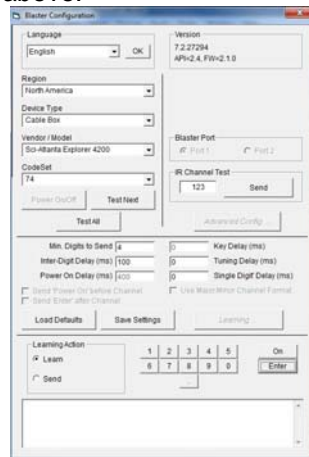 Blaster Configuration
Language
English
OK
Version
7.2.27294
API=2.4, FW=2.1.0
Region
North America
Device Type
Cable Box
Vendor / Model
Sci-Atlanta Explorer 4200
CodeSet
74
Power On/Off
Test Next
Test All
Blaster Port
Port 1
Port 2
IR Channel Test
123
Send
Advanced Config ...
Min. Digits to Send
4
0
Key Delay (ms)
Inter-Digit Delay (ms)
100
0
Tuning Delay (ms)
Power On Delay (ms)
400
0
Single Digit Delay (ms)
Send 'Power On' before Channel
Use Major/Minor Channel Format
Send 'Enter' after Channel
Load Defaults
Save Settings
Learning ...
Learning Action
Learn
Send
1 2 3 4 5
On
6 7 8 9 0
Enter